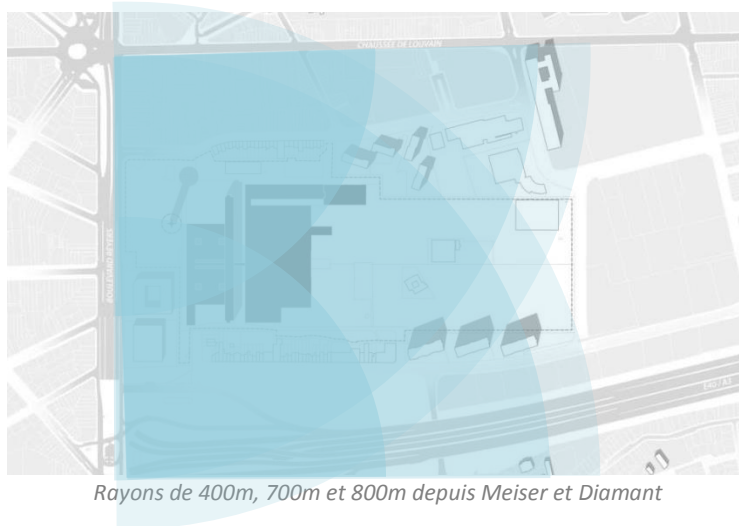 CHAUSSÉE DE LOUVAIN
BOULEVARD REYERS
E40 / A3
Rayons de 400m, 700m et 800m depuis Meiser et Diamant